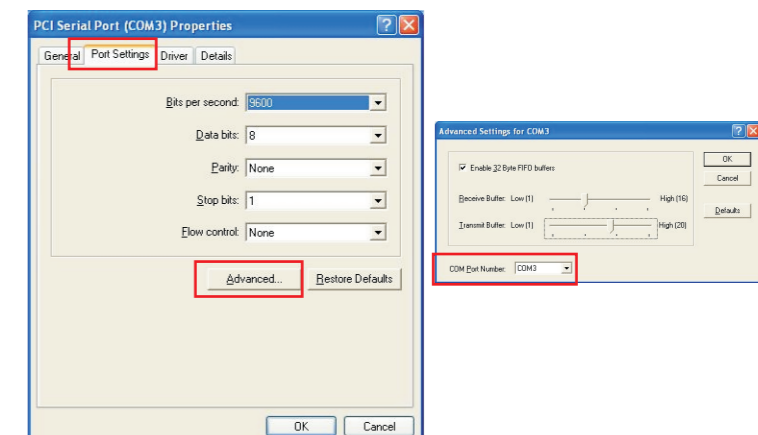 PCI Serial Port (COM3) Properties
General Port Settings Driver Details
Bits per second: 9600
Data bits: 8
Parity: None
Stop bits: 1
Flow control: None
Advanced... Restore Defaults
OK Cancel
Advanced Settings for COM3
Enable 32 Byte FIFO buffers
OK
Cancel
Receive Buffer: Low (1) High (16)
Defaults
Transmit Buffer: Low (1) High (20)
COM Port Number: COM3